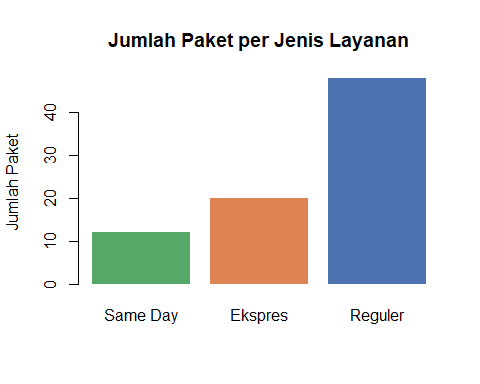 Jumlah Paket per Jenis Layanan
Jumlah Paket
40
30
20
10
0
Same Day
Ekspres
Reguler